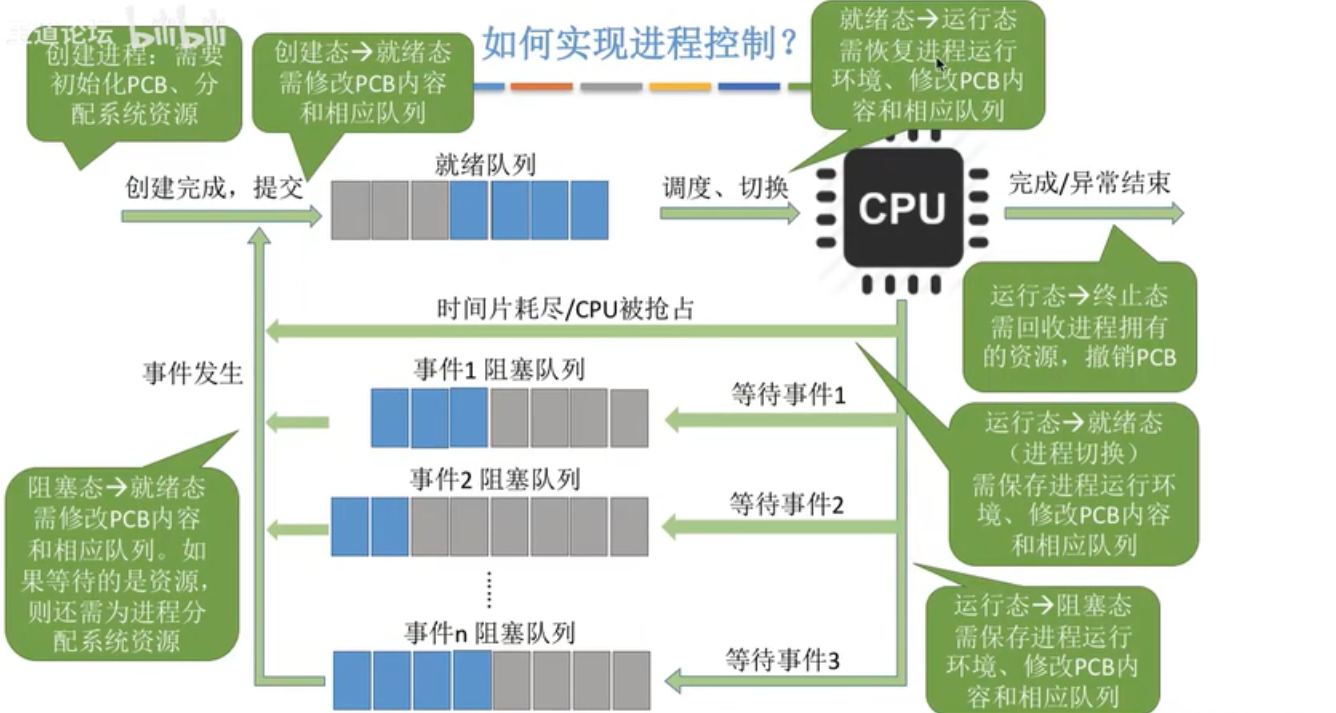 王道论坛 bilibili
如何实现进程控制？
创建进程：需要
初始化PCB、分
配系统资源
创建态→就绪态
需修改PCB内容
和相应队列
就绪态→运行态
需恢复进程运行
环境、修改PCB内
容和相应队列
创建完成，提交
就绪队列
调度、切换
CPU
完成/异常结束
运行态→终止态
需回收进程拥有
的资源，撤销PCB
时间片耗尽/CPU被抢占
事件发生
事件1 阻塞队列
等待事件1
运行态→就绪态
（进程切换）
需保存进程运行环
境、修改PCB内容
和相应队列
事件2 阻塞队列
等待事件2
阻塞态→就绪态
需修改PCB内容
和相应队列。如
果等待的是资源，
则还需为进程分
配系统资源
事件n 阻塞队列
等待事件3
运行态→阻塞态
需保存进程运行
环境、修改PCB内
容和相应队列